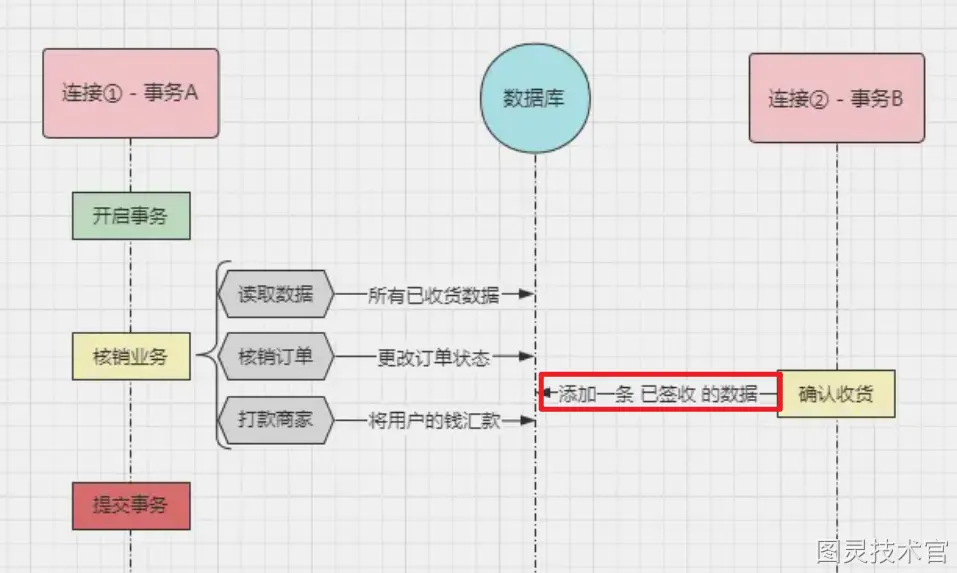 连接① - 事务A
数据库
连接② - 事务B
开启事务
读取数据
所有已收货数据
核销业务
核销订单
更改订单状态
添加一条 已签收 的数据
确认收货
打款商家
将用户的钱汇款
提交事务
图灵技术官